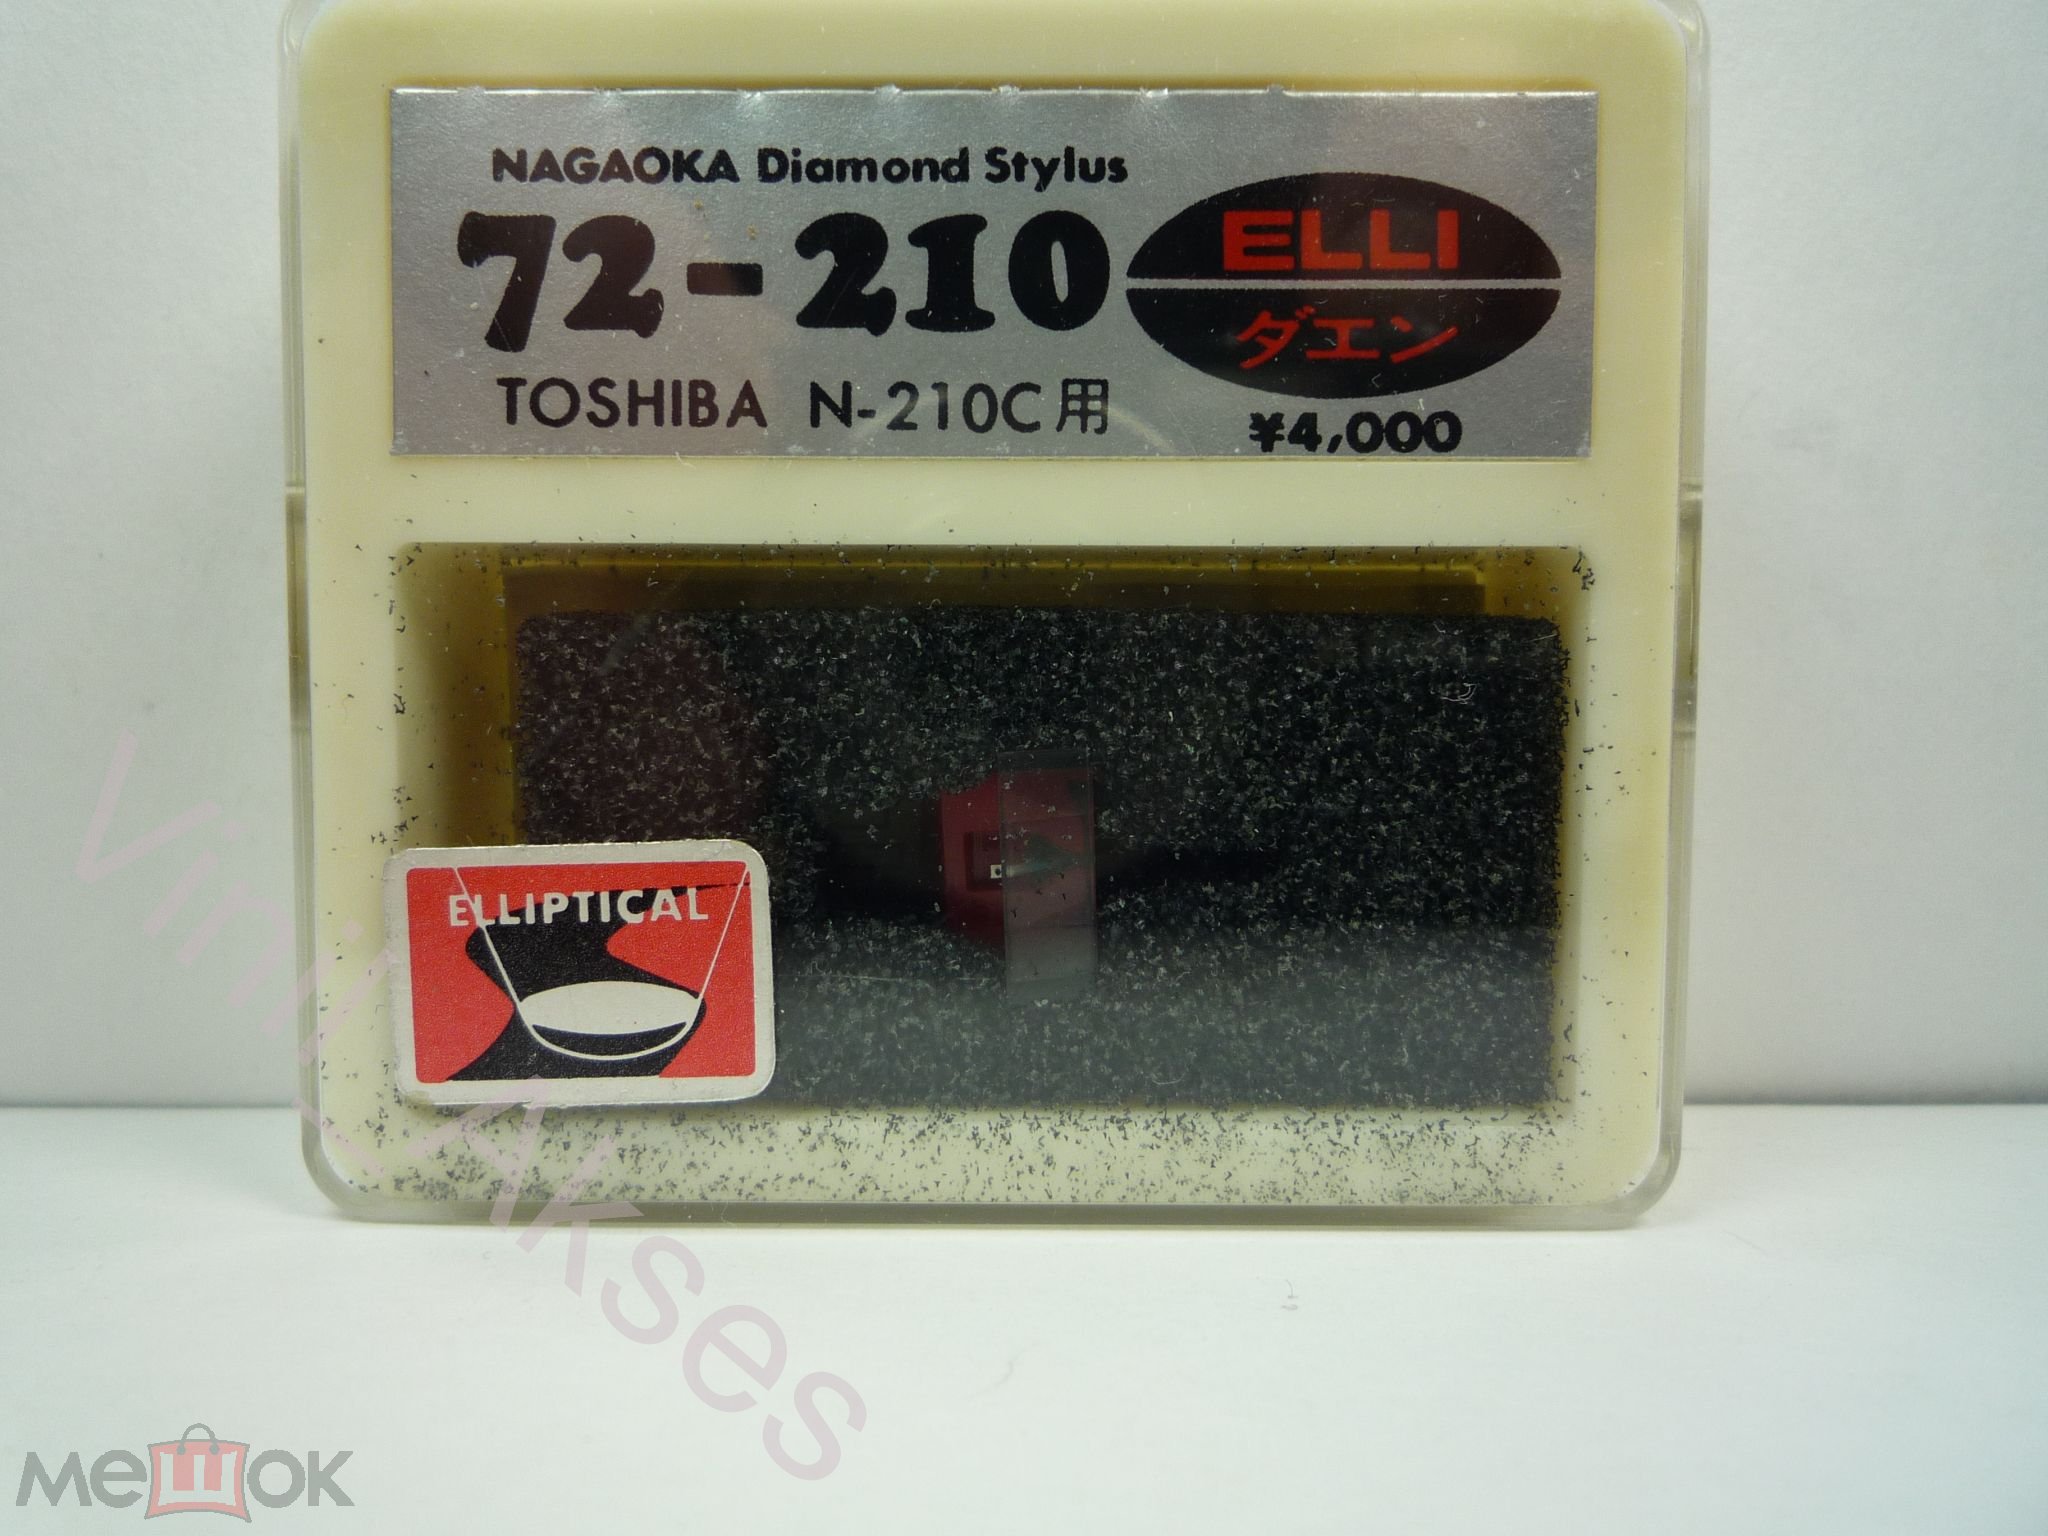 NAGAOKA Diamond Stylus
72-210
ELLI
ダエン
TOSHIBA N-210C用
¥4,000
ELLIPTICAL
Vinil_Akses
мешок